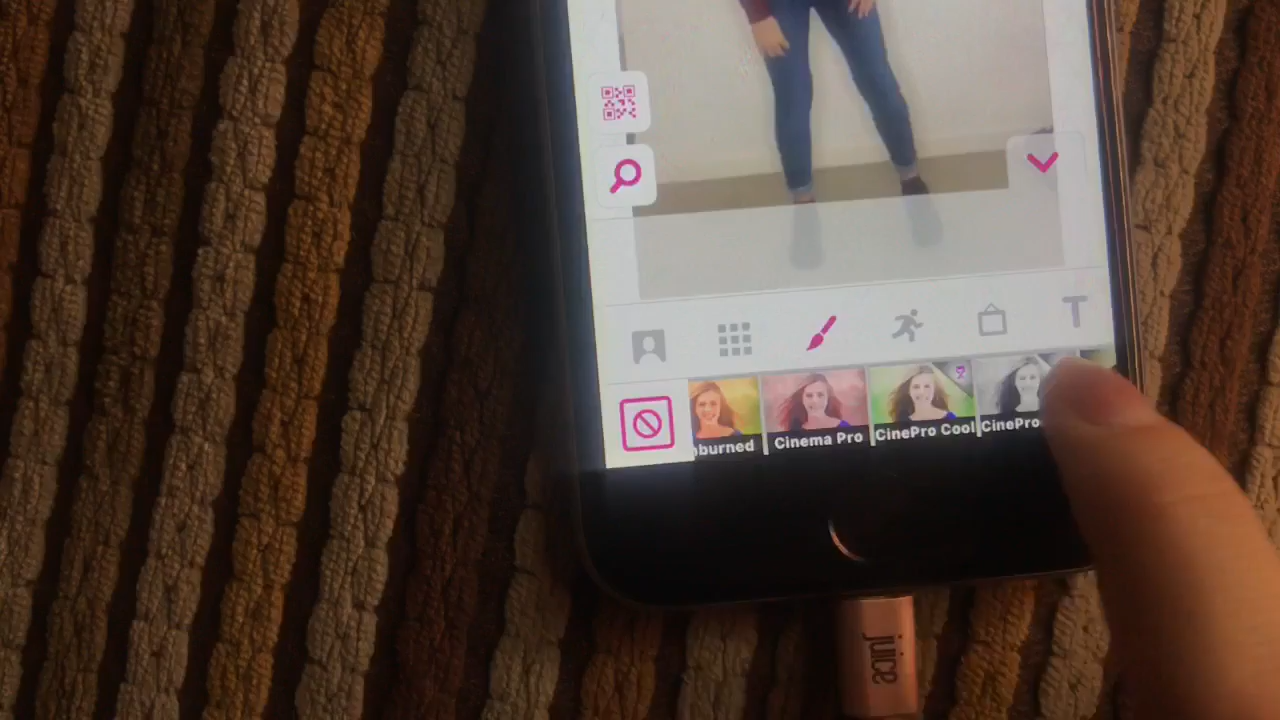 T
burned
Cinema Pro
CinePro Cool
CinePro
juice